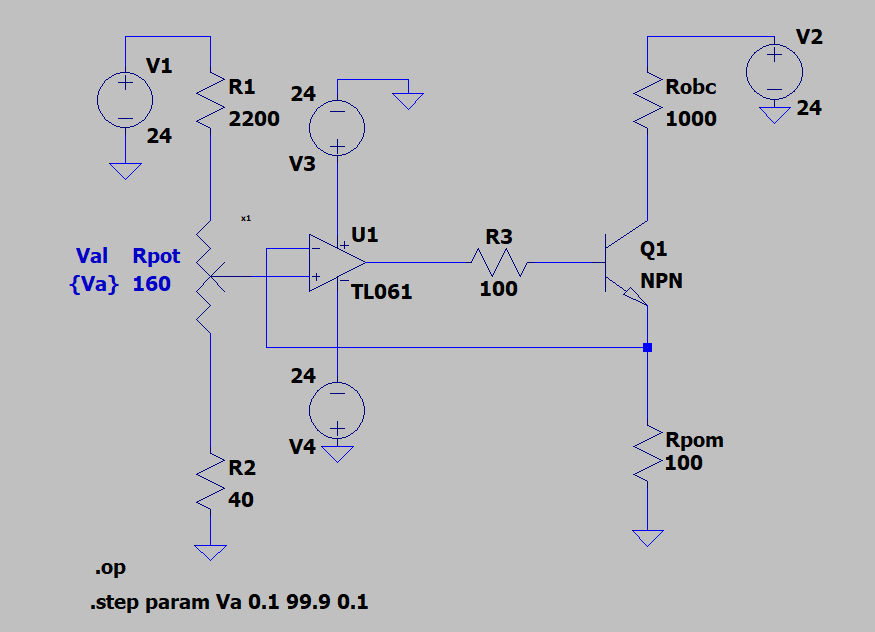 V1
24
R1
2200
24
V3
Robc
1000
V2
24
x1
Val Rpot
{Va} 160
U1
TL061
R3
100
Q1
NPN
24
V4
R2
40
Rpom
100
.op
.step param Va 0.1 99.9 0.1